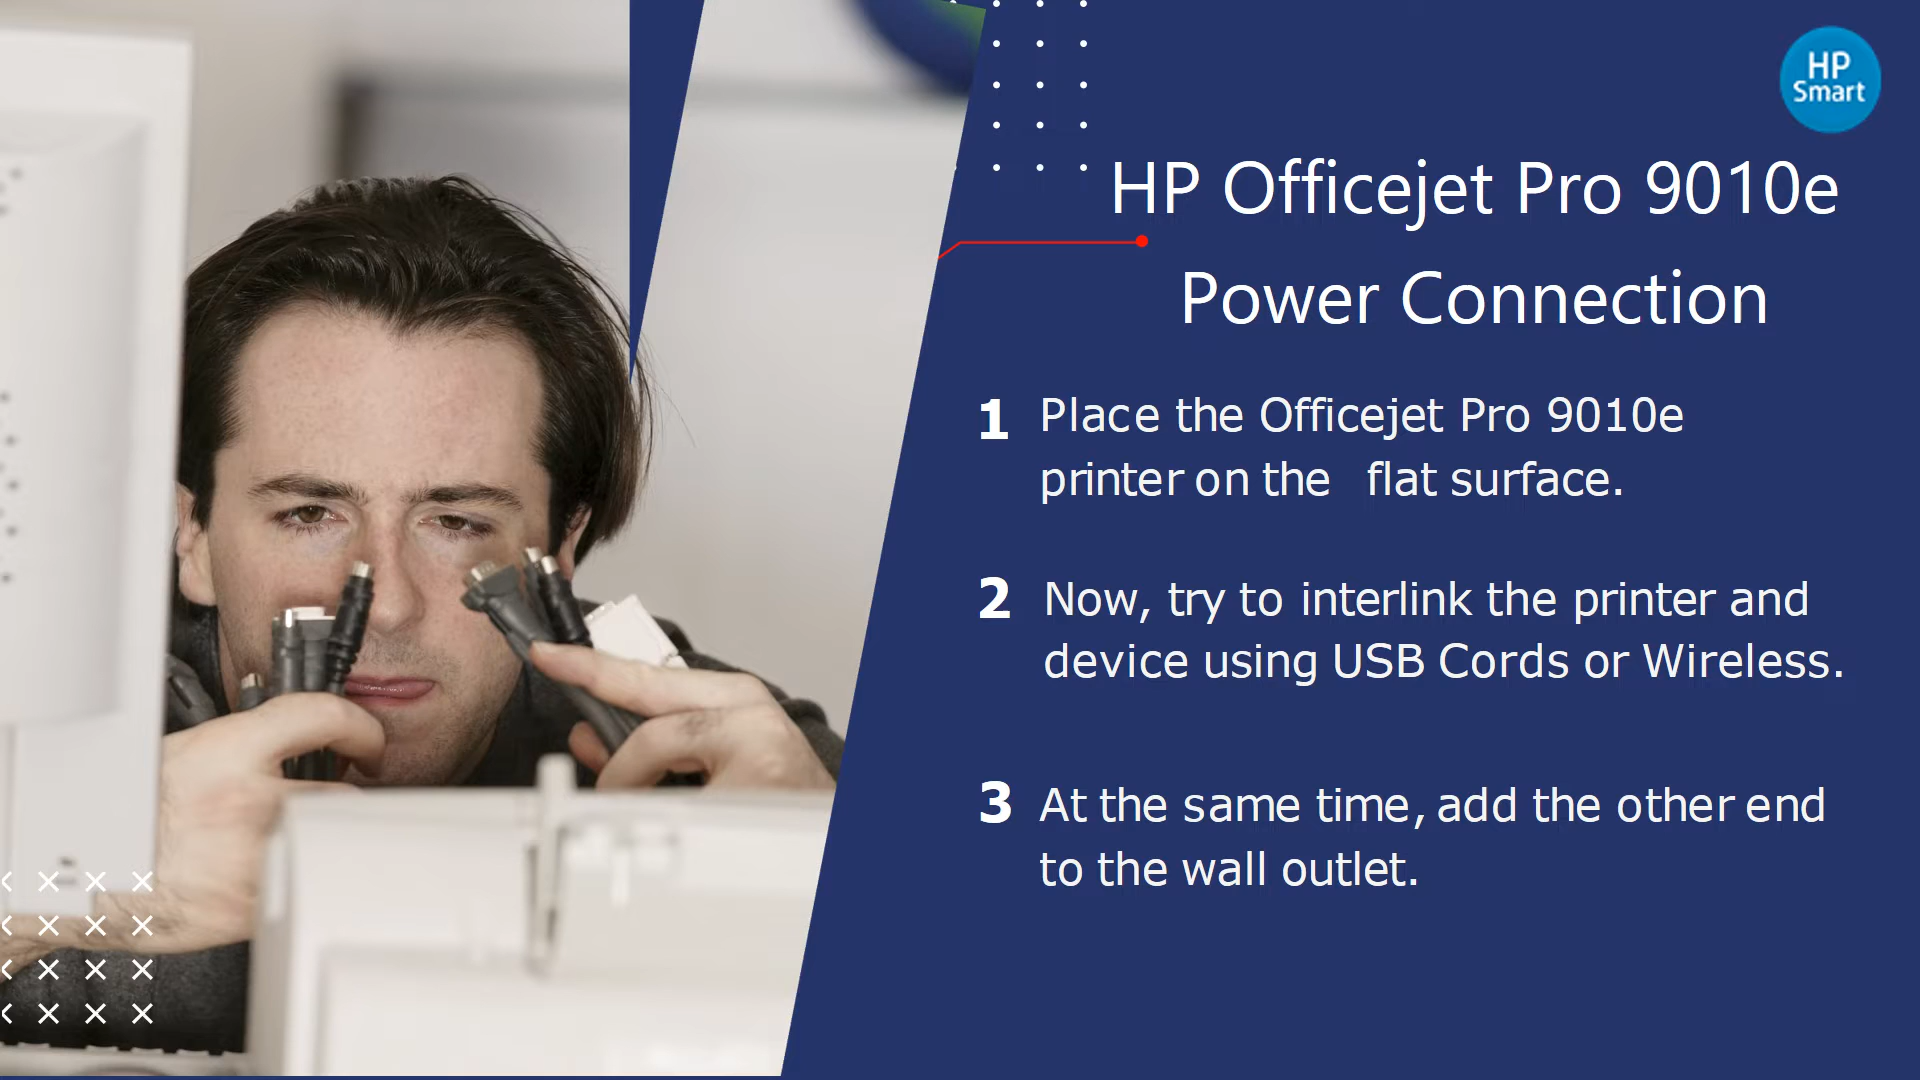 HP
Smart
HP Officejet Pro 9010e
Power Connection
1 Place the Officejet Pro 9010e
printer on the flat surface.
2 Now, try to interlink the printer and
device using USB Cords or Wireless.
3 At the same time, add the other end
to the wall outlet.